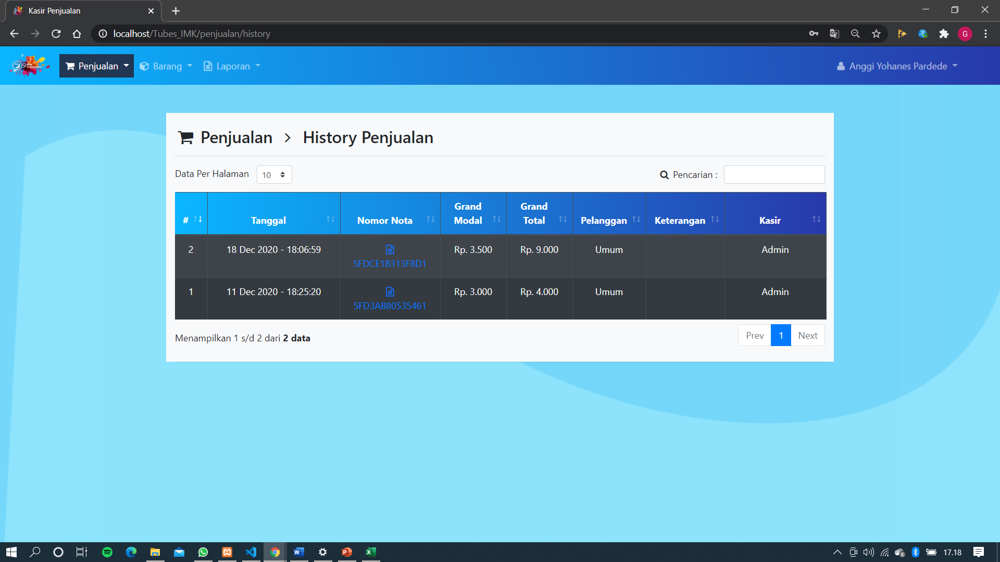 Kasir Penjualan
localhost/Tubes_IMK/penjualan/history
G
Penjualan
Barang
Laporan
Anggi Yohanes Pardede
Penjualan > History Penjualan
Data Per Halaman 10
Pencarian :
# Tanggal Nomor Nota Grand Modal Grand Total Pelanggan Keterangan Kasir
2 18 Dec 2020 - 18:06:59 5FDCE1B313F8D1 Rp. 3.500 Rp. 9.000 Umum Admin
1 11 Dec 2020 - 18:25:20 5FD3AB80535461 Rp. 3.000 Rp. 4.000 Umum Admin
Menampilkan 1 s/d 2 dari 2 data
Prev 1 Next
17.18